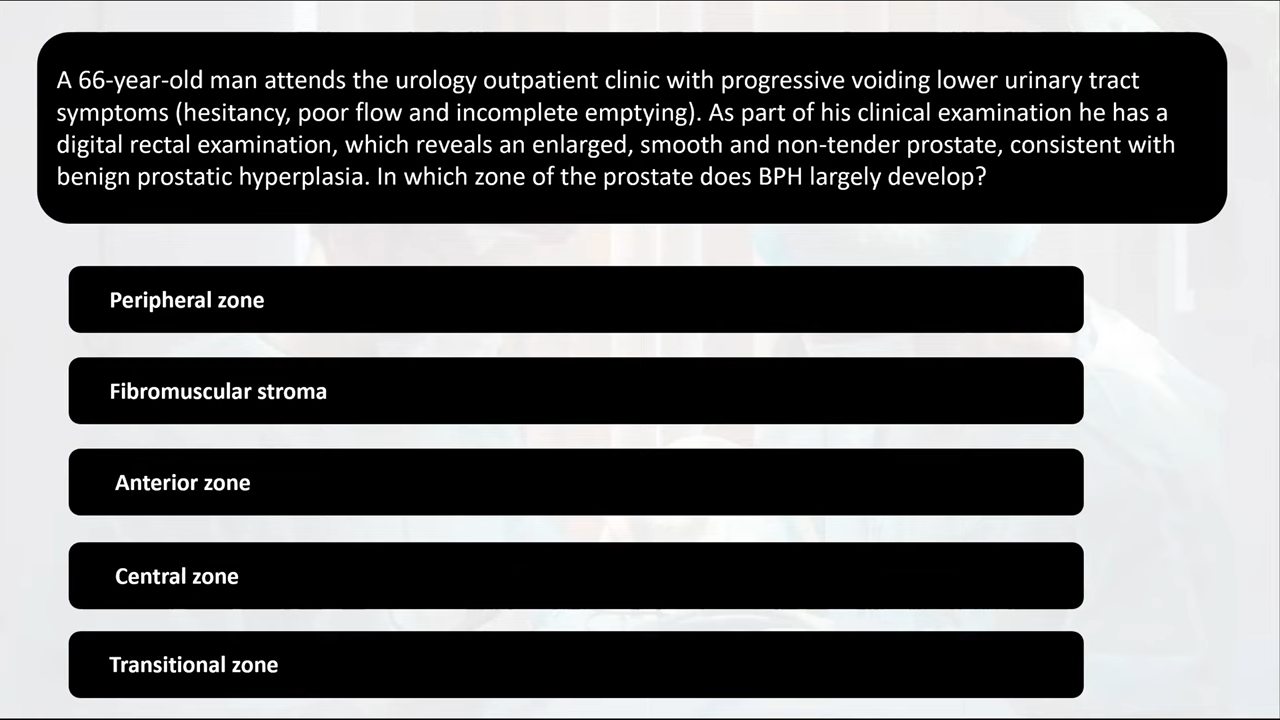 A 66-year-old man attends the urology outpatient clinic with progressive voiding lower urinary tract
symptoms (hesitancy, poor flow and incomplete emptying). As part of his clinical examination he has a
digital rectal examination, which reveals an enlarged, smooth and non-tender prostate, consistent with
benign prostatic hyperplasia. In which zone of the prostate does BPH largely develop?
Peripheral zone
Fibromuscular stroma
Anterior zone
Central zone
Transitional zone